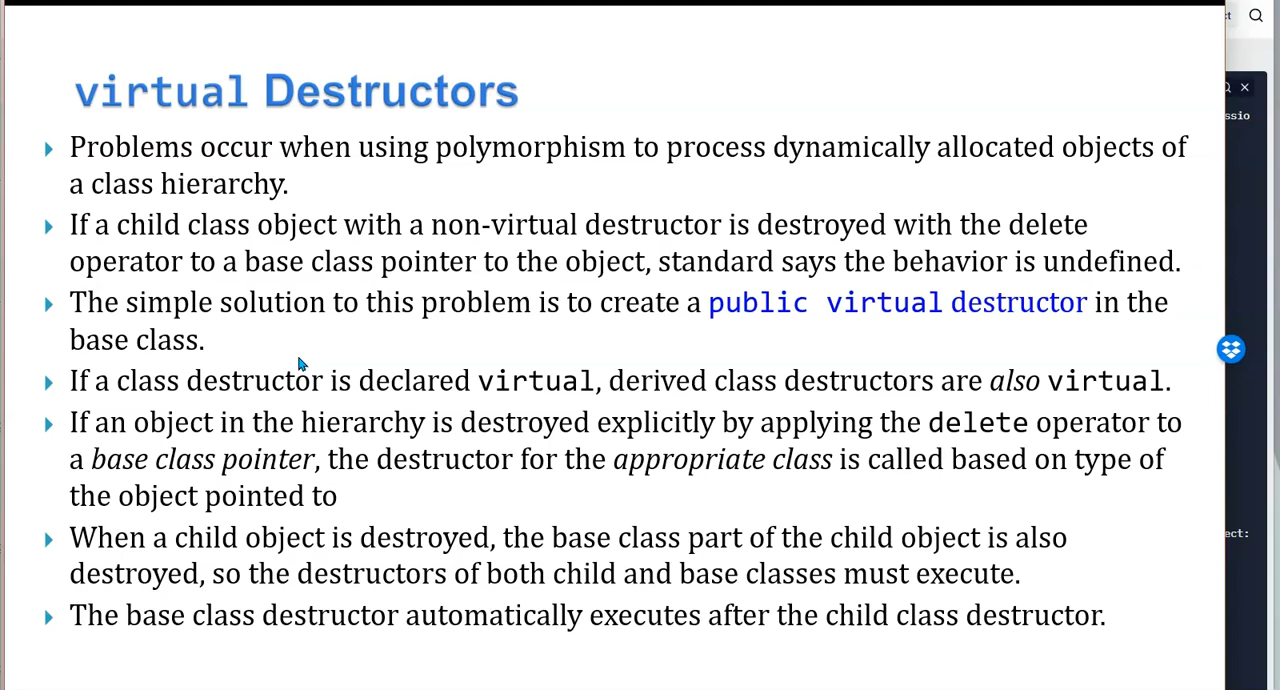 virtual Destructors
Problems occur when using polymorphism to process dynamically allocated objects of
a class hierarchy.
If a child class object with a non-virtual destructor is destroyed with the delete
operator to a base class pointer to the object, standard says the behavior is undefined.
The simple solution to this problem is to create a public virtual destructor in the
base class.
If a class destructor is declared virtual, derived class destructors are also virtual.
If an object in the hierarchy is destroyed explicitly by applying the delete operator to
a base class pointer, the destructor for the appropriate class is called based on type of
the object pointed to
When a child object is destroyed, the base class part of the child object is also
destroyed, so the destructors of both child and base classes must execute.
The base class destructor automatically executes after the child class destructor.
ssio
ect: